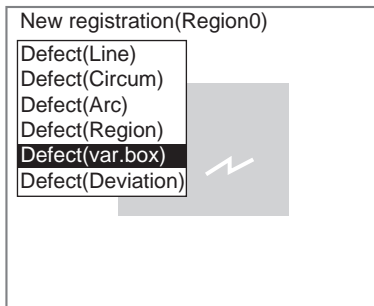 New registration(Region0)
Defect(Line)
Defect(Circum)
Defect(Arc)
Defect(Region)
Defect(var.box)
Defect(Deviation)